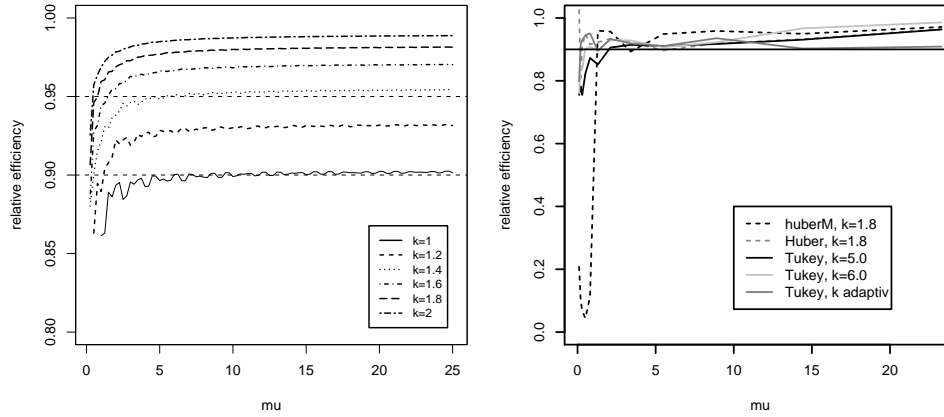 1.00
0.95
0.90
0.85
0.80
relative efficiency
0 5 10 15 20 25
mu
k=1
k=1.2
k=1.4
k=1.6
k=1.8
k=2
1.0
0.8
0.6
0.4
0.2
0.0
relative efficiency
0 5 10 15 20
mu
huberM, k=1.8
Huber, k=1.8
Tukey, k=5.0
Tukey, k=6.0
Tukey, k adaptiv